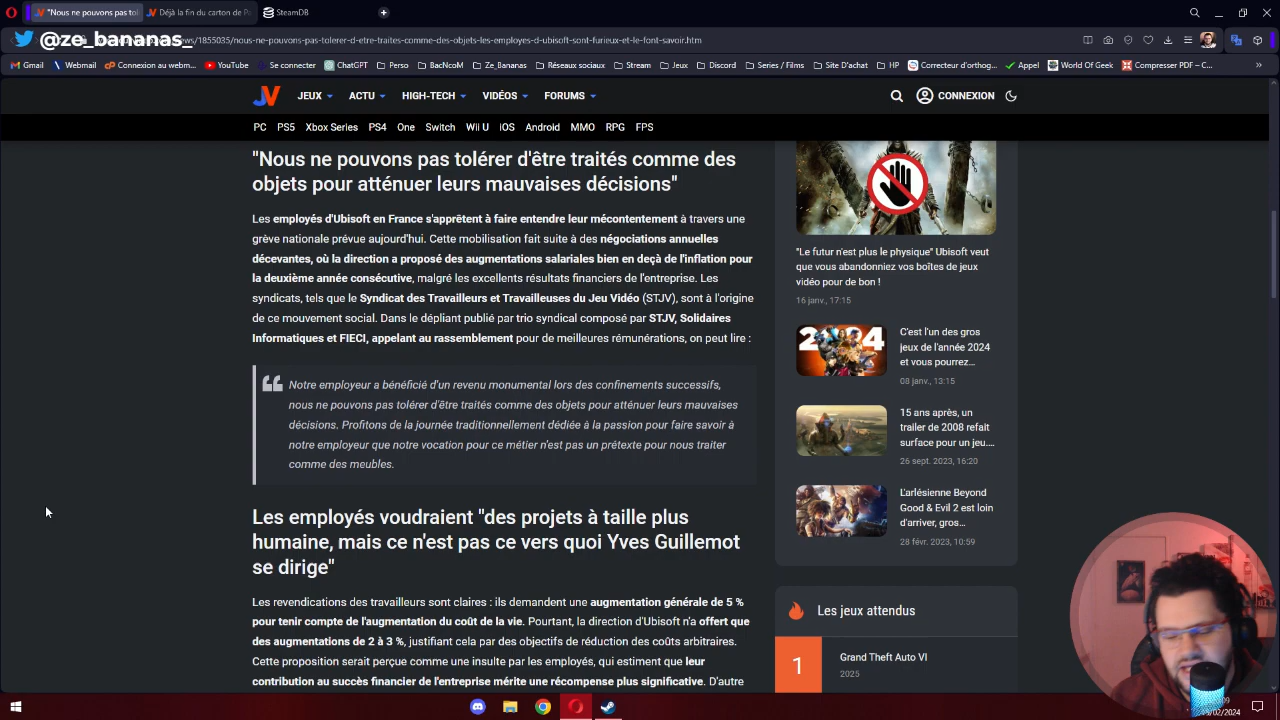 "Nous ne pouvons pas tol
Déjà la fin du carton de P
SteamDB
@ze_bananas_
ews/1855035/nous-ne-pouvons-pas-tolerer-d-etre-traites-comme-des-objets-les-employes-d-ubisoft-sont-furieux-et-le-font-savoir.htm
Gmail
Webmail
Connexion au webm...
YouTube
Se connecter
ChatGPT
Perso
BacNcoM
Ze_Bananas
Réseaux sociaux
Stream
Jeux
Discord
Series / Films
Site D'achat
HP
Correcteur d'orthog...
Appel
World Of Geek
Compresser PDF – C...
JV
JEUX
ACTU
HIGH-TECH
VIDÉOS
FORUMS
CONNEXION
PC
PS5
Xbox Series
PS4
One
Switch
Wii U
iOS
Android
MMO
RPG
FPS
"Nous ne pouvons pas tolérer d'être traités comme des
objets pour atténuer leurs mauvaises décisions"
Les employés d'Ubisoft en France s'apprêtent à faire entendre leur mécontentement à travers une
grève nationale prévue aujourd'hui. Cette mobilisation fait suite à des négociations annuelles
décevantes, où la direction a proposé des augmentations salariales bien en deçà de l'inflation pour
la deuxième année consécutive, malgré les excellents résultats financiers de l'entreprise. Les
syndicats, tels que le Syndicat des Travailleurs et Travailleuses du Jeu Vidéo (STJV), sont à l'origine
de ce mouvement social. Dans le dépliant publié par trio syndical composé par STJV, Solidaires
Informatiques et FIECI, appelant au rassemblement pour de meilleures rémunérations, on peut lire :
Notre employeur a bénéficié d'un revenu monumental lors des confinements successifs,
nous ne pouvons pas tolérer d'être traités comme des objets pour atténuer leurs mauvaises
décisions. Profitons de la journée traditionnellement dédiée à la passion pour faire savoir à
notre employeur que notre vocation pour ce métier n'est pas un prétexte pour nous traiter
comme des meubles.
Les employés voudraient "des projets à taille plus
humaine, mais ce n'est pas ce vers quoi Yves Guillemot
se dirige"
Les revendications des travailleurs sont claires : ils demandent une augmentation générale de 5 %
pour tenir compte de l'augmentation du coût de la vie. Pourtant, la direction d'Ubisoft n'a offert que
des augmentations de 2 à 3 %, justifiant cela par des objectifs de réduction des coûts arbitraires.
Cette proposition serait perçue comme une insulte par les employés, qui estiment que leur
contribution au succès financier de l'entreprise mérite une récompense plus significative. D'autre
"Le futur n'est plus le physique" Ubisoft veut
que vous abandonniez vos boîtes de jeux
vidéo pour de bon !
16 janv., 17:15
2024
C'est l'un des gros
jeux de l'année 2024
et vous pourrez...
08 janv., 13:15
15 ans après, un
trailer de 2008 refait
surface pour un jeu....
26 sept. 2023, 16:20
L'arlésienne Beyond
Good & Evil 2 est loin
d'arriver, gros...
28 févr. 2023, 10:59
Les jeux attendus
1
Grand Theft Auto VI
2025
/02/2024